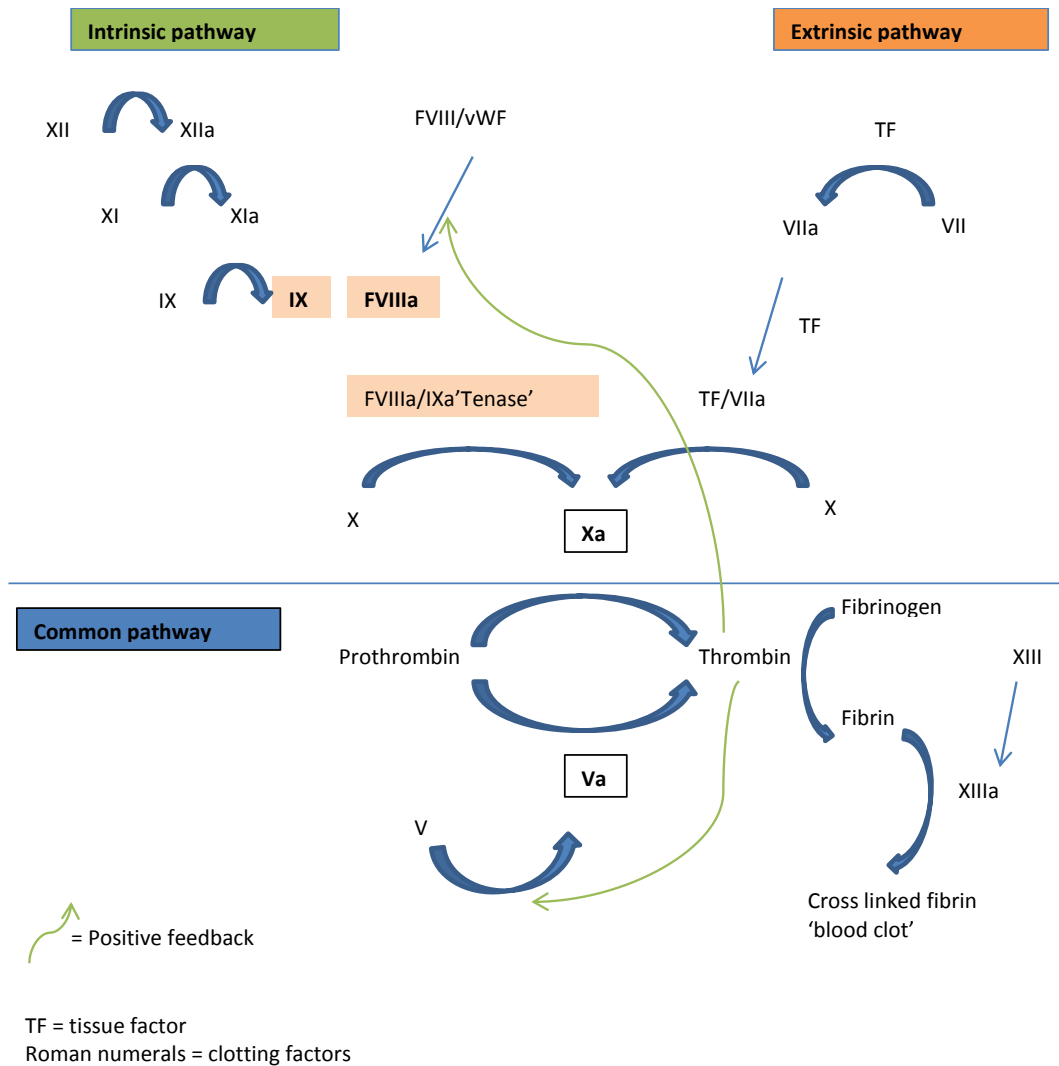 Intrinsic pathway
Extrinsic pathway
XII
XIIa
FVIII/vWF
TF
XI
XIa
VIIa
VII
IX
IX
FVIIIa
TF
FVIIIa/IXa’Tenase’
TF/VIIa
X
Xa
X
Common pathway
Prothrombin
Thrombin
Fibrinogen
XIII
Fibrin
Va
XIIIa
V
Cross linked fibrin
‘blood clot’
= Positive feedback
TF = tissue factor
Roman numerals = clotting factors